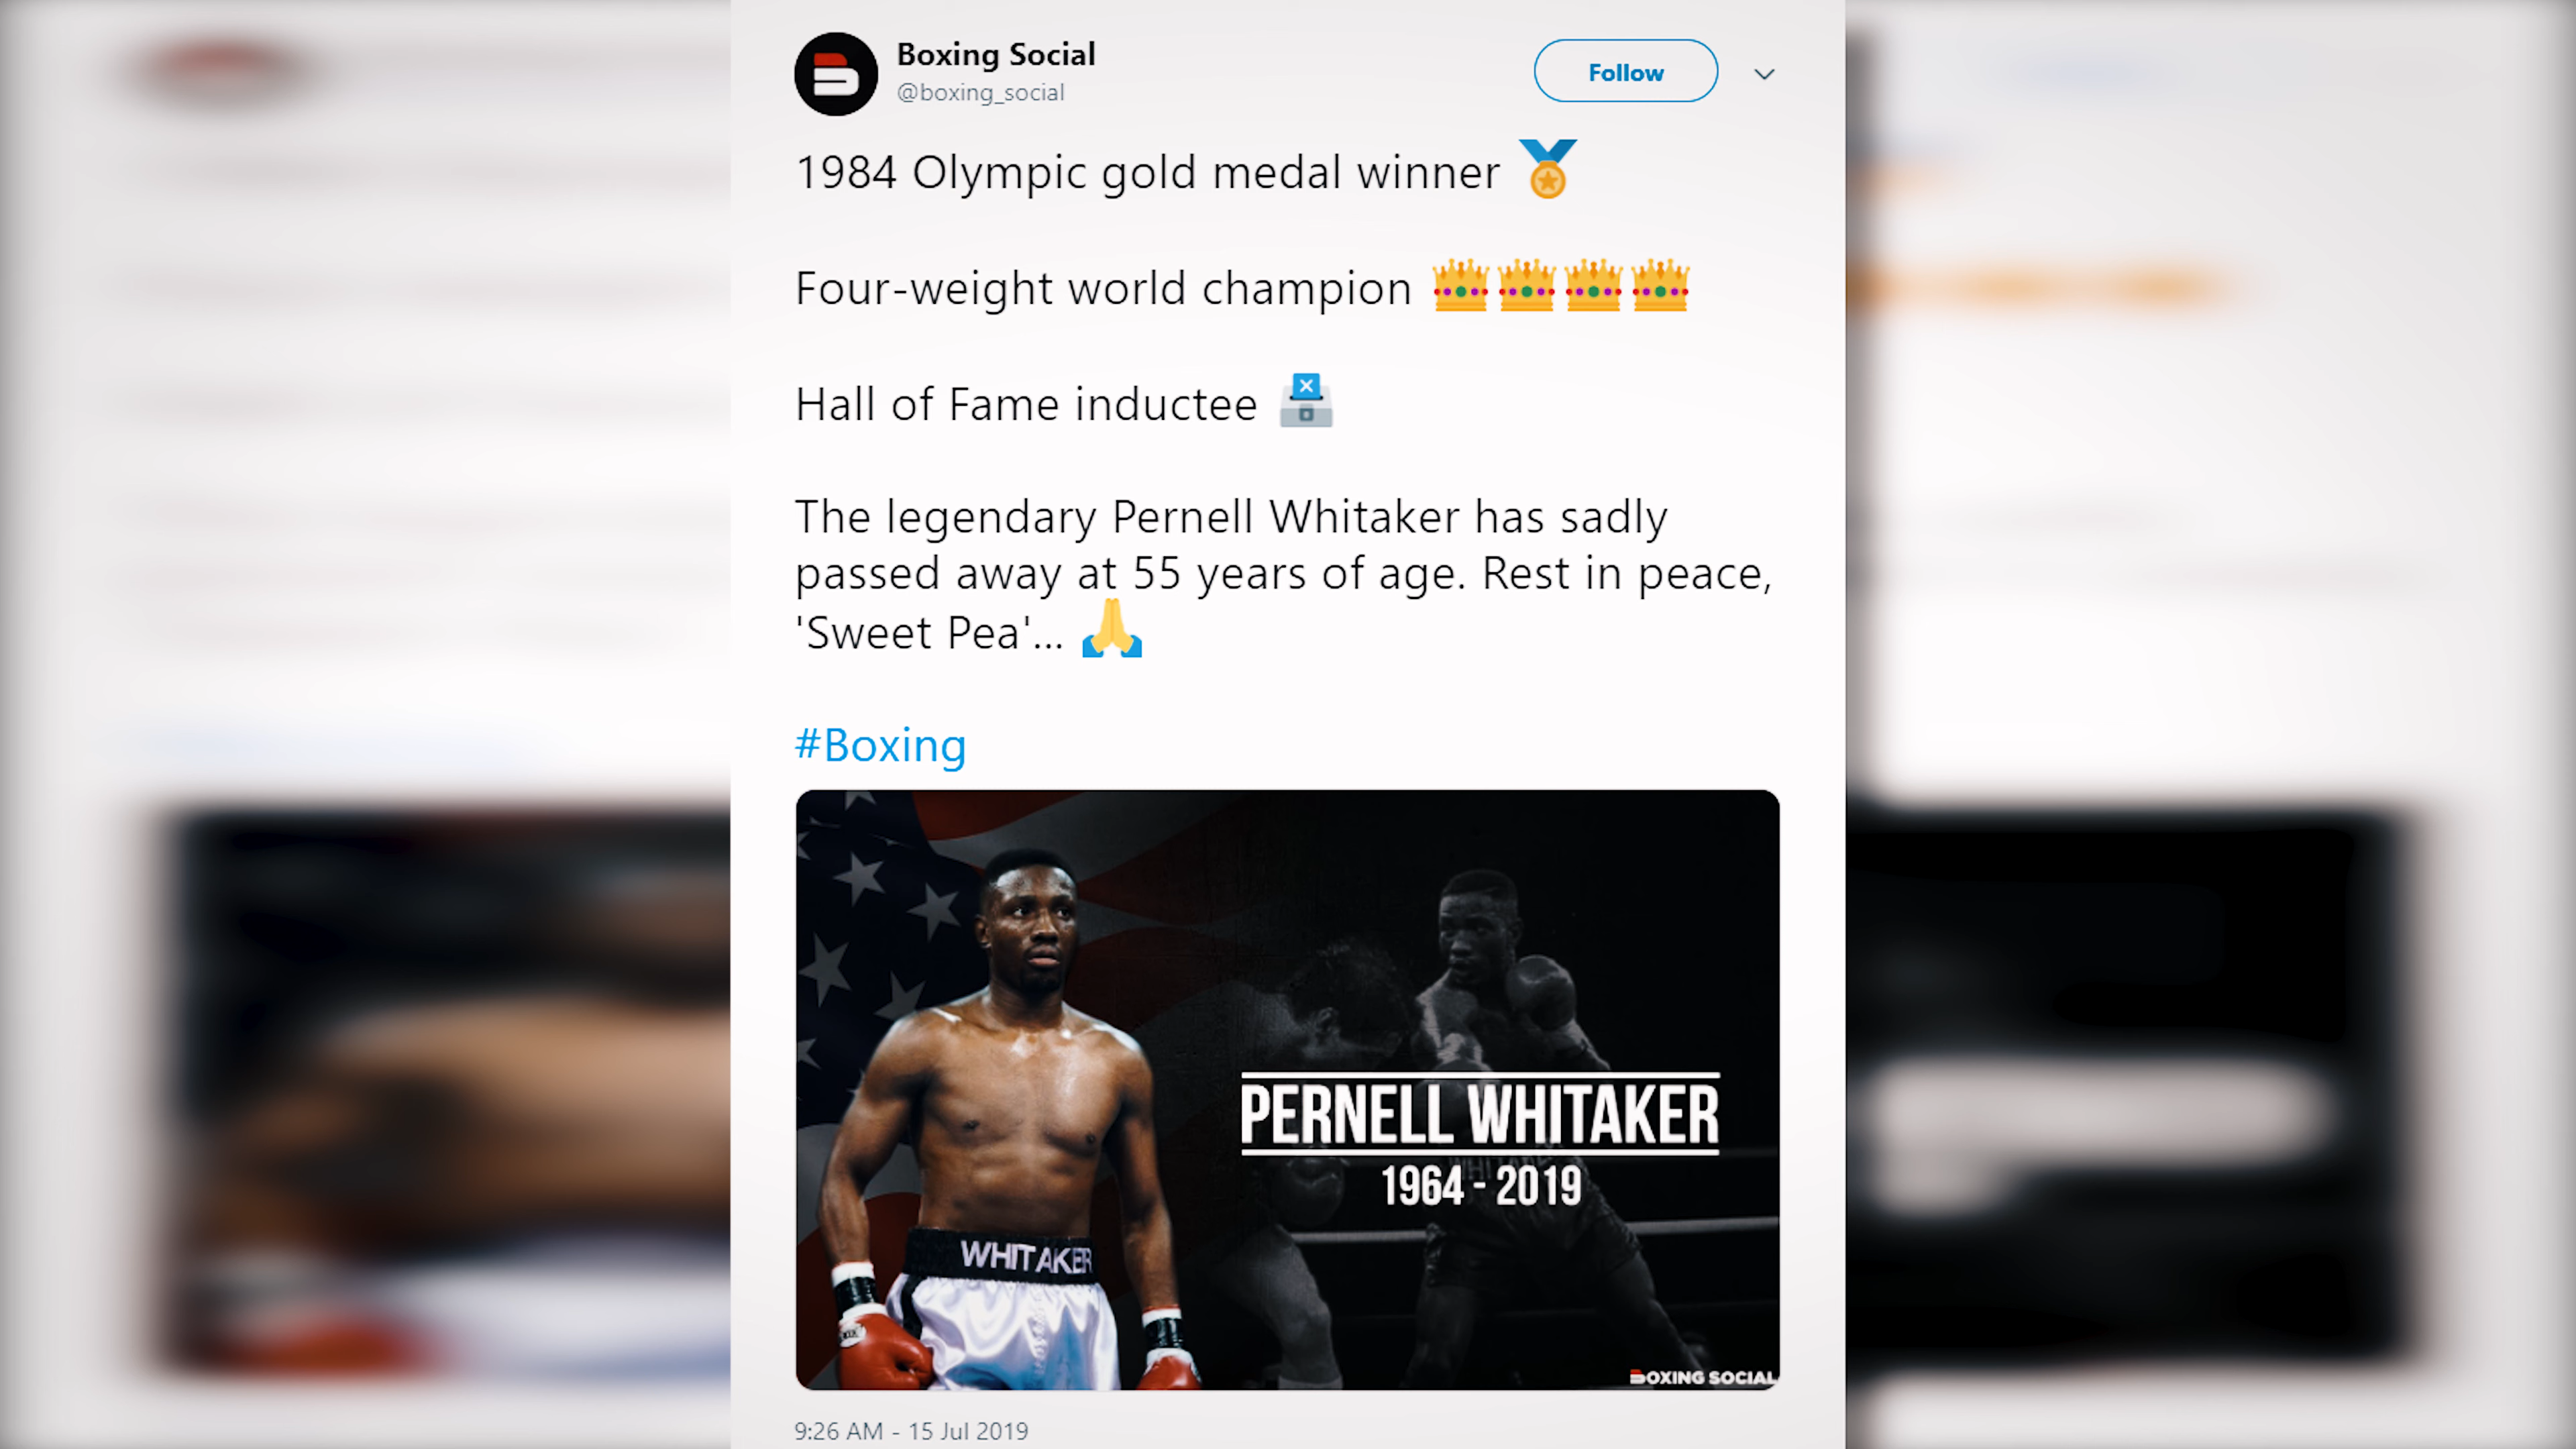 Boxing Social
@boxing_social
Follow
1984 Olympic gold medal winner 🏅
Four-weight world champion 👑👑👑👑
Hall of Fame inductee 🗳
The legendary Pernell Whitaker has sadly
passed away at 55 years of age. Rest in peace,
'Sweet Pea'... 🙏
#Boxing
PERNELL WHITAKER
1964 - 2019
WHITAKER
BOXING SOCIAL
9:26 AM - 15 Jul 2019